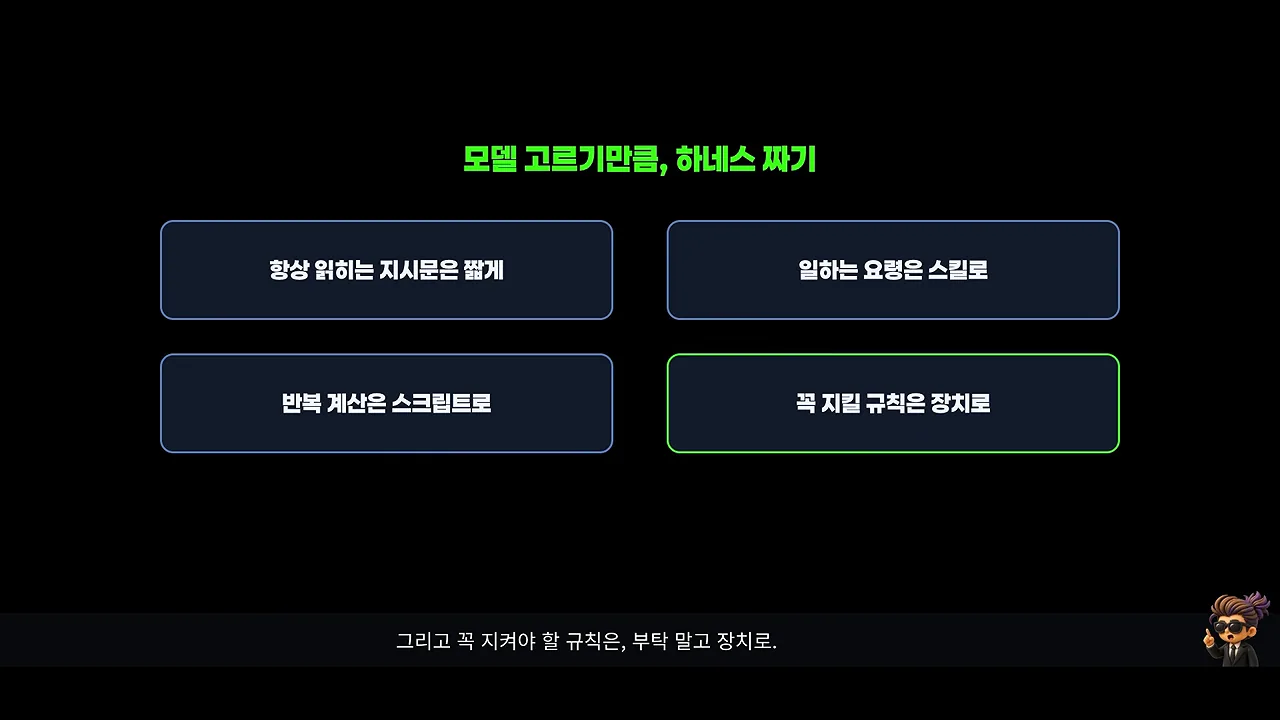 모델 고르기만큼, 하네스 짜기
항상 읽히는 지시문은 짧게
일하는 요령은 스킬로
반복 계산은 스크립트로
꼭 지킬 규칙은 장치로
그리고 꼭 지켜야 할 규칙은, 부탁 말고 장치로.